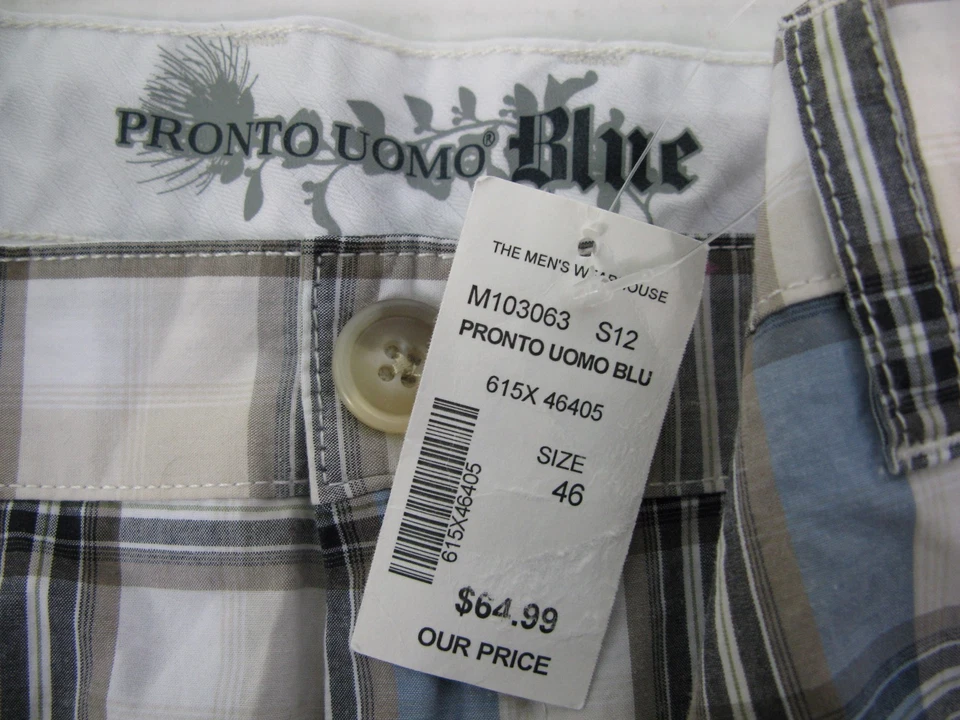 PRONTO UOMO® Blue
THE MEN'S WEARHOUSE
M103063 S12
PRONTO UOMO BLU
615X 46405
SIZE
46
615X46405
$64.99
OUR PRICE